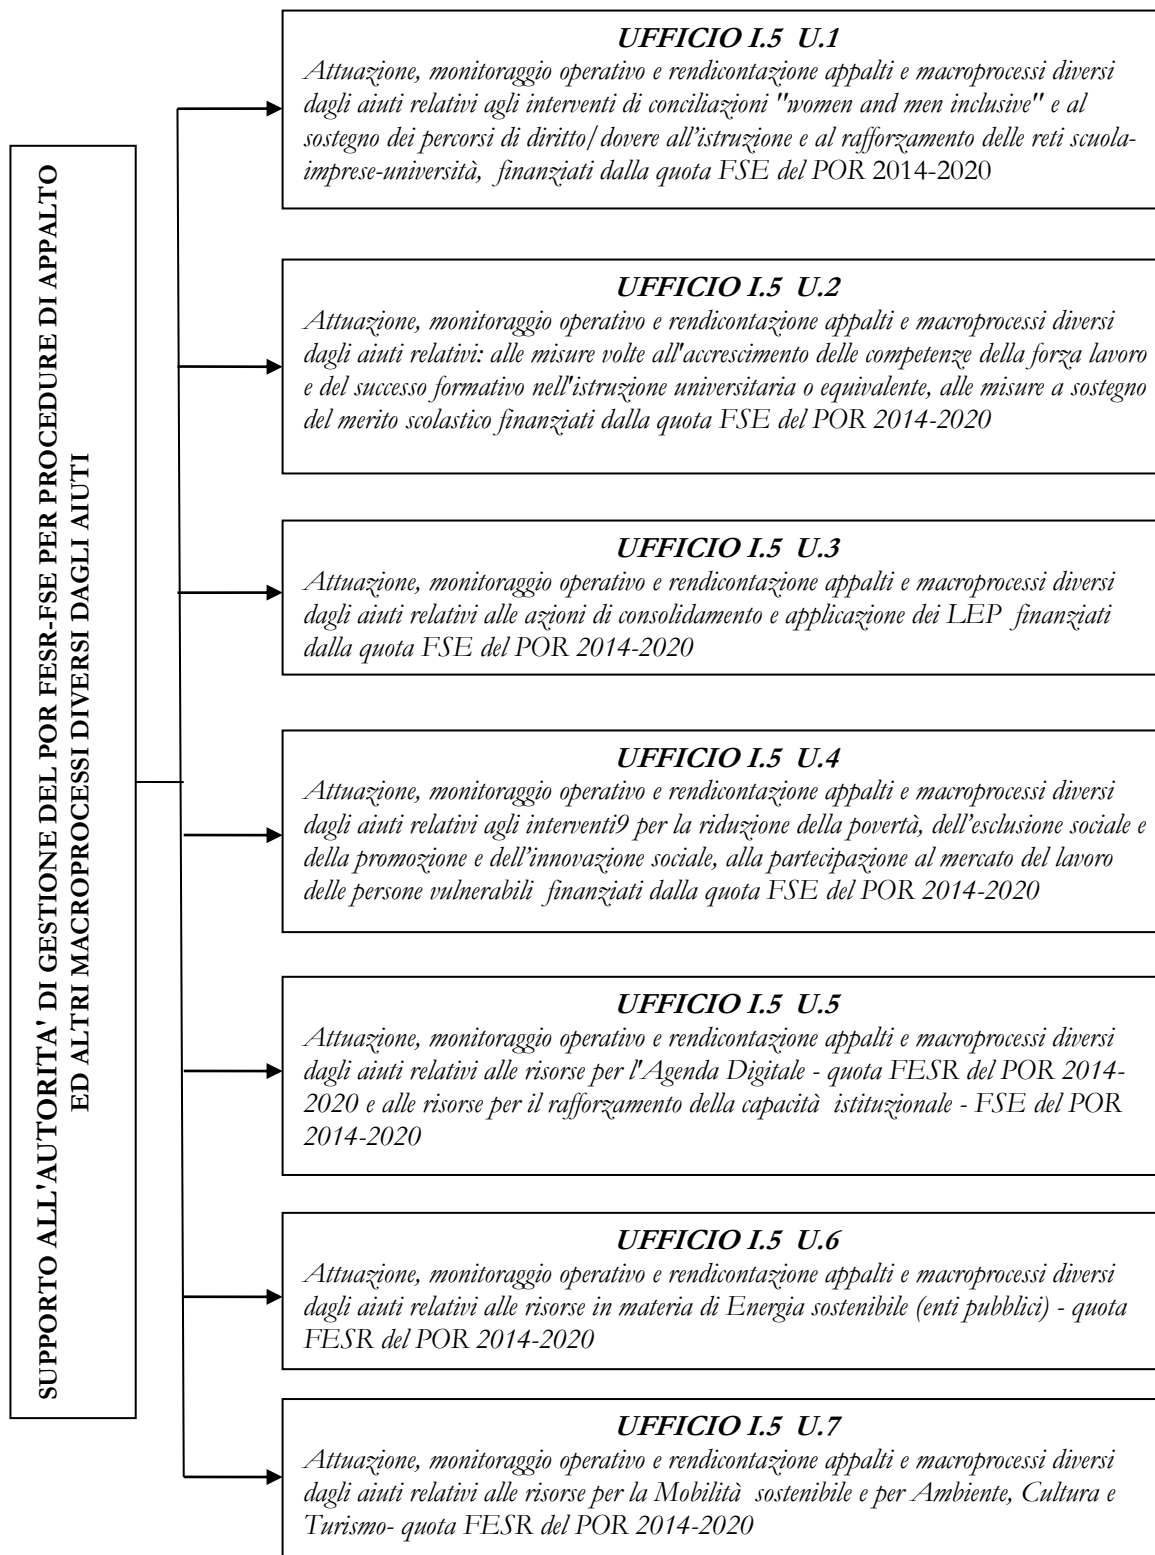 SUPPORTO ALL'AUTORITA' DI GESTIONE DEL POR FESR-FSE PER PROCEDURE DI APPALTO
ED ALTRI MACROPROCESSI DIVERSI DAGLI AIUTI
UFFICIO I.5 U.1
Attuazione, monitoraggio operativo e rendicontazione appalti e macroprocessi diversi
dagli aiuti relativi agli interventi di conciliazioni "women and men inclusive" e al
sostegno dei percorsi di diritto/dovere all'istruzione e al rafforzamento delle reti scuola-
imprese-università, finanziati dalla quota FSE del POR 2014-2020
UFFICIO I.5 U.2
Attuazione, monitoraggio operativo e rendicontazione appalti e macroprocessi diversi
dagli aiuti relativi: alle misure volte all'accrescimento delle competenze della forza lavoro
e del successo formativo nell'istruzione universitaria o equivalente, alle misure a sostegno
del merito scolastico finanziati dalla quota FSE del POR 2014-2020
UFFICIO I.5 U.3
Attuazione, monitoraggio operativo e rendicontazione appalti e macroprocessi diversi
dagli aiuti relativi alle azioni di consolidamento e applicazione dei LEP finanziati
dalla quota FSE del POR 2014-2020
UFFICIO I.5 U.4
Attuazione, monitoraggio operativo e rendicontazione appalti e macroprocessi diversi
dagli aiuti relativi agli interventi9 per la riduzione della povertà, dell'esclusione sociale e
della promozione e dell'innovazione sociale, alla partecipazione al mercato del lavoro
delle persone vulnerabili finanziati dalla quota FSE del POR 2014-2020
UFFICIO I.5 U.5
Attuazione, monitoraggio operativo e rendicontazione appalti e macroprocessi diversi
dagli aiuti relativi alle risorse per l'Agenda Digitale - quota FESR del POR 2014-
2020 e alle risorse per il rafforzamento della capacità istituzionale - FSE del POR
2014-2020
UFFICIO I.5 U.6
Attuazione, monitoraggio operativo e rendicontazione appalti e macroprocessi diversi
dagli aiuti relativi alle risorse in materia di Energia sostenibile (enti pubblici) - quota
FESR del POR 2014-2020
UFFICIO I.5 U.7
Attuazione, monitoraggio operativo e rendicontazione appalti e macroprocessi diversi
dagli aiuti relativi alle risorse per la Mobilità sostenibile e per Ambiente, Cultura e
Turismo- quota FESR del POR 2014-2020